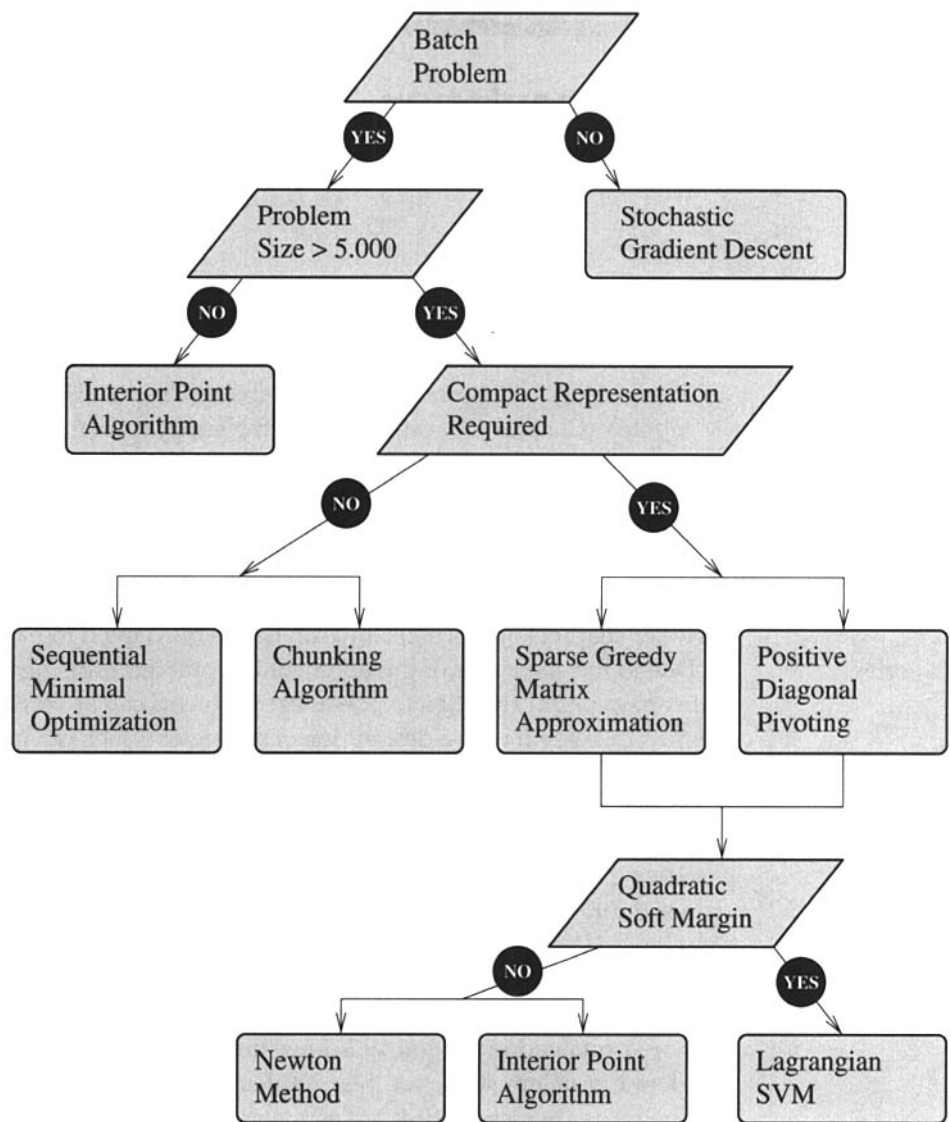 Batch
Problem
YES
NO
Problem
Size > 5.000
Stochastic
Gradient Descent
NO
YES
Interior Point
Algorithm
Compact Representation
Required
NO
YES
Sequential
Minimal
Optimization
Chunking
Algorithm
Sparse Greedy
Matrix
Approximation
Positive
Diagonal
Pivoting
Quadratic
Soft Margin
NO
YES
Newton
Method
Interior Point
Algorithm
Lagrangian
SVM